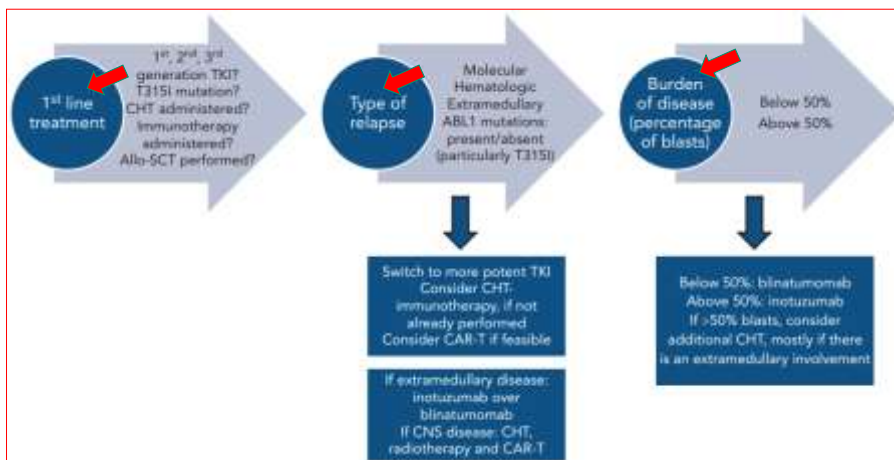 1st line
treatment
1st, 2nd, 3rd
generation TKI?
T315I mutation?
CHT administered?
Immunotherapy
administered?
Allo-SCT performed?
Type of
relapse
Molecular
Hematologic
Extramedullary
ABL1 mutations:
present/absent
(particularly T315I)
Burden
of disease
(percentage
of blasts)
Below 50%
Above 50%
Switch to more potent TKI
Consider CHT-
immunotherapy, if not
already performed
Consider CAR-T if feasible
If extramedullary disease:
inotuzumab over
blinatumomab
If CNS disease: CHT,
radiotherapy and CAR-T
Below 50%: blinatumomab
Above 50%: inotuzumab
If >50% blasts, consider
additional CHT, mostly if there
is an extramedullary involvement